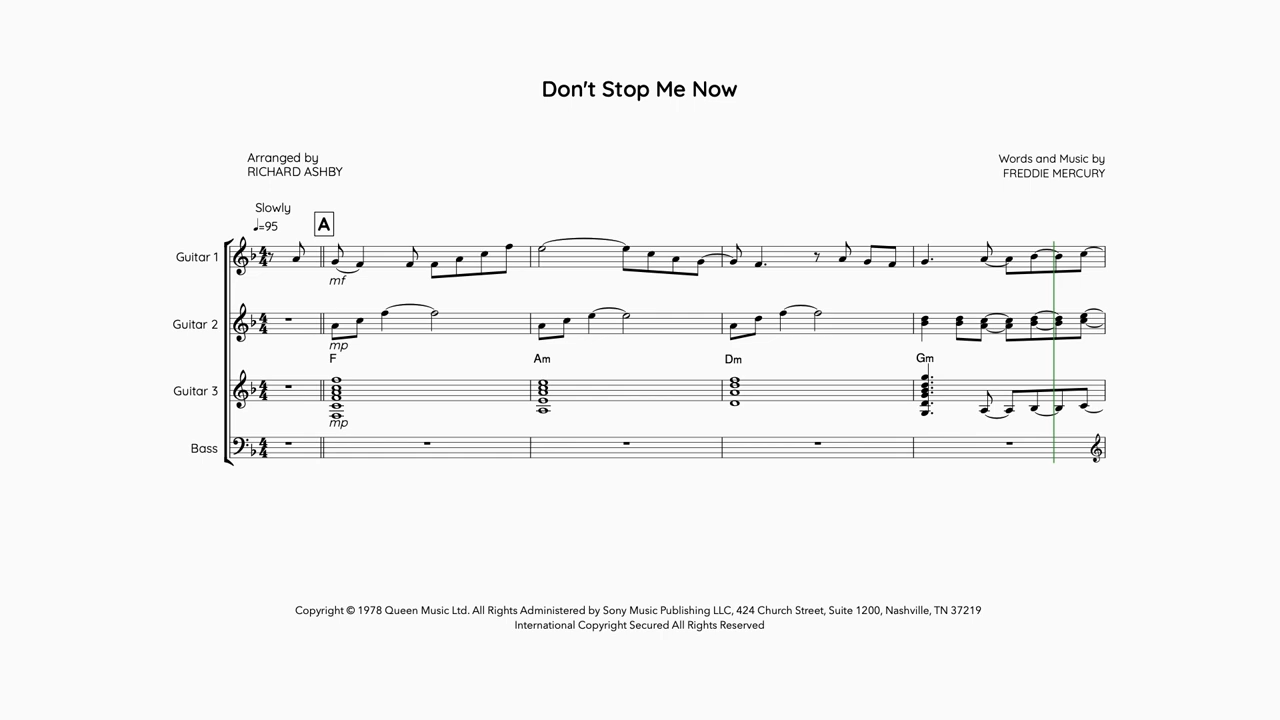 Don't Stop Me Now
Arranged by
RICHARD ASHBY
Words and Music by
FREDDIE MERCURY
Slowly
♩=95
A
Guitar 1
mf
Guitar 2
mp
F Am Dm Gm
Guitar 3
mp
Bass
Copyright © 1978 Queen Music Ltd. All Rights Administered by Sony Music Publishing LLC, 424 Church Street, Suite 1200, Nashville, TN 37219
International Copyright Secured All Rights Reserved